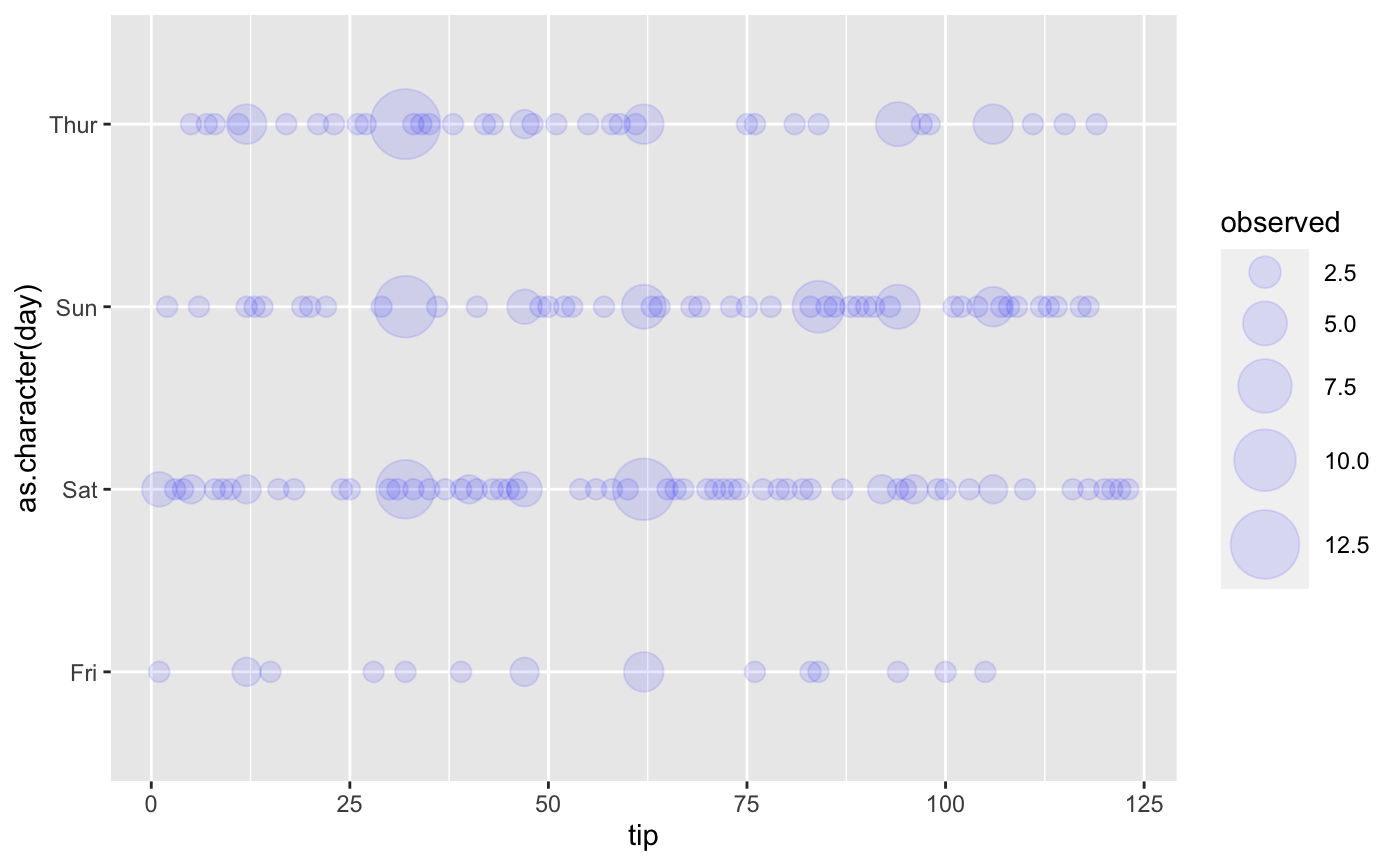 Thur
Sun
Sat
Fri
as.character(day)
0 25 50 75 100 125
tip
observed
2.5
5.0
7.5
10.0
12.5